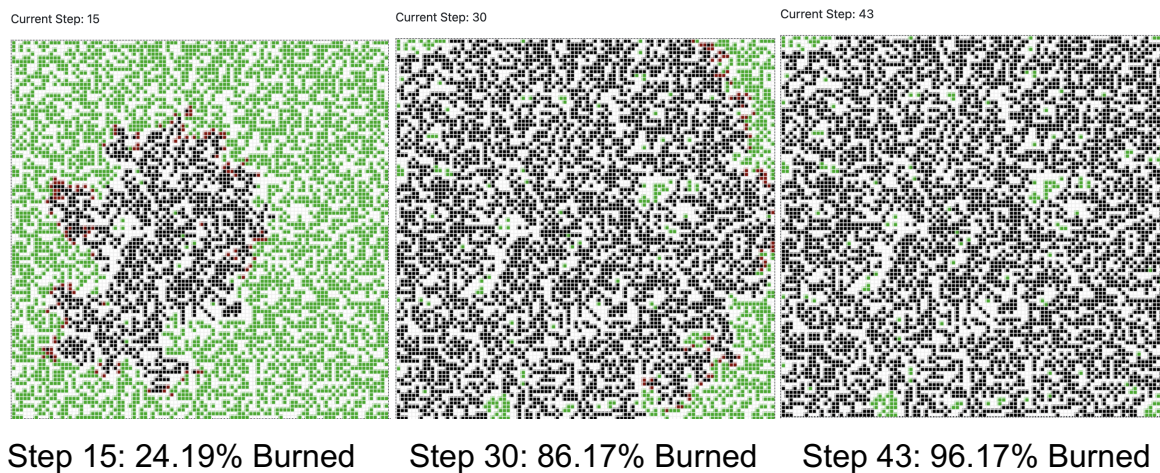 Current Step: 15
Current Step: 30
Current Step: 43
Step 15: 24.19% Burned
Step 30: 86.17% Burned
Step 43: 96.17% Burned